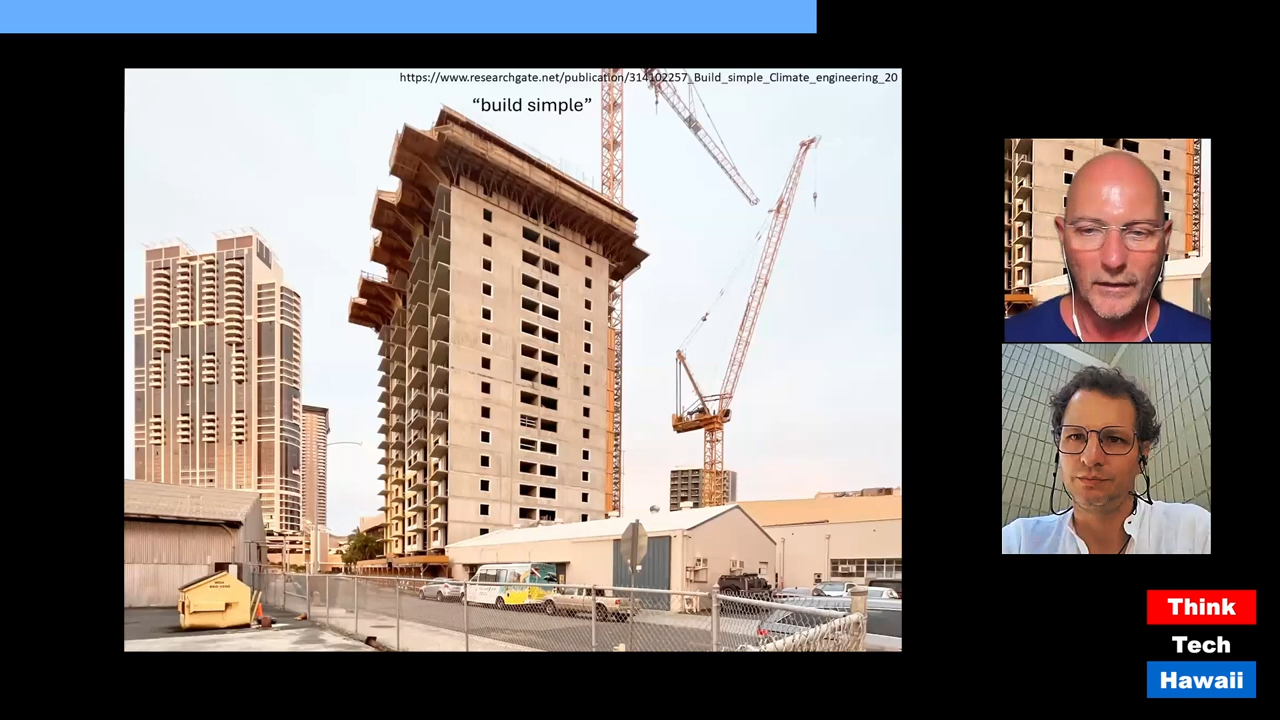 https://www.researchgate.net/publication/314102257_Build_simple_Climate_engineering_20
“build simple”
Think
Tech
Hawaii